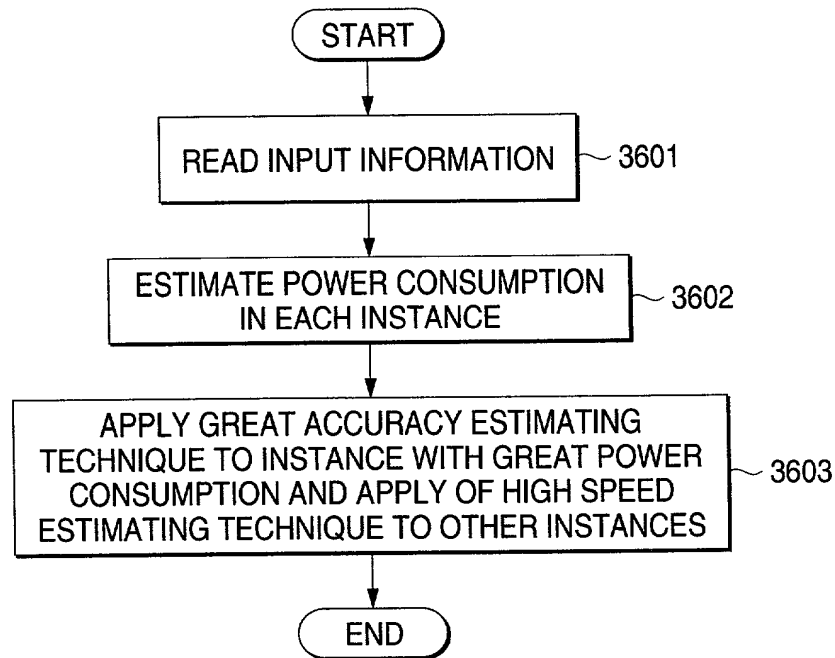 START
READ INPUT INFORMATION
3601
ESTIMATE POWER CONSUMPTION
IN EACH INSTANCE
3602
APPLY GREAT ACCURACY ESTIMATING
TECHNIQUE TO INSTANCE WITH GREAT POWER
CONSUMPTION AND APPLY OF HIGH SPEED
ESTIMATING TECHNIQUE TO OTHER INSTANCES
3603
END